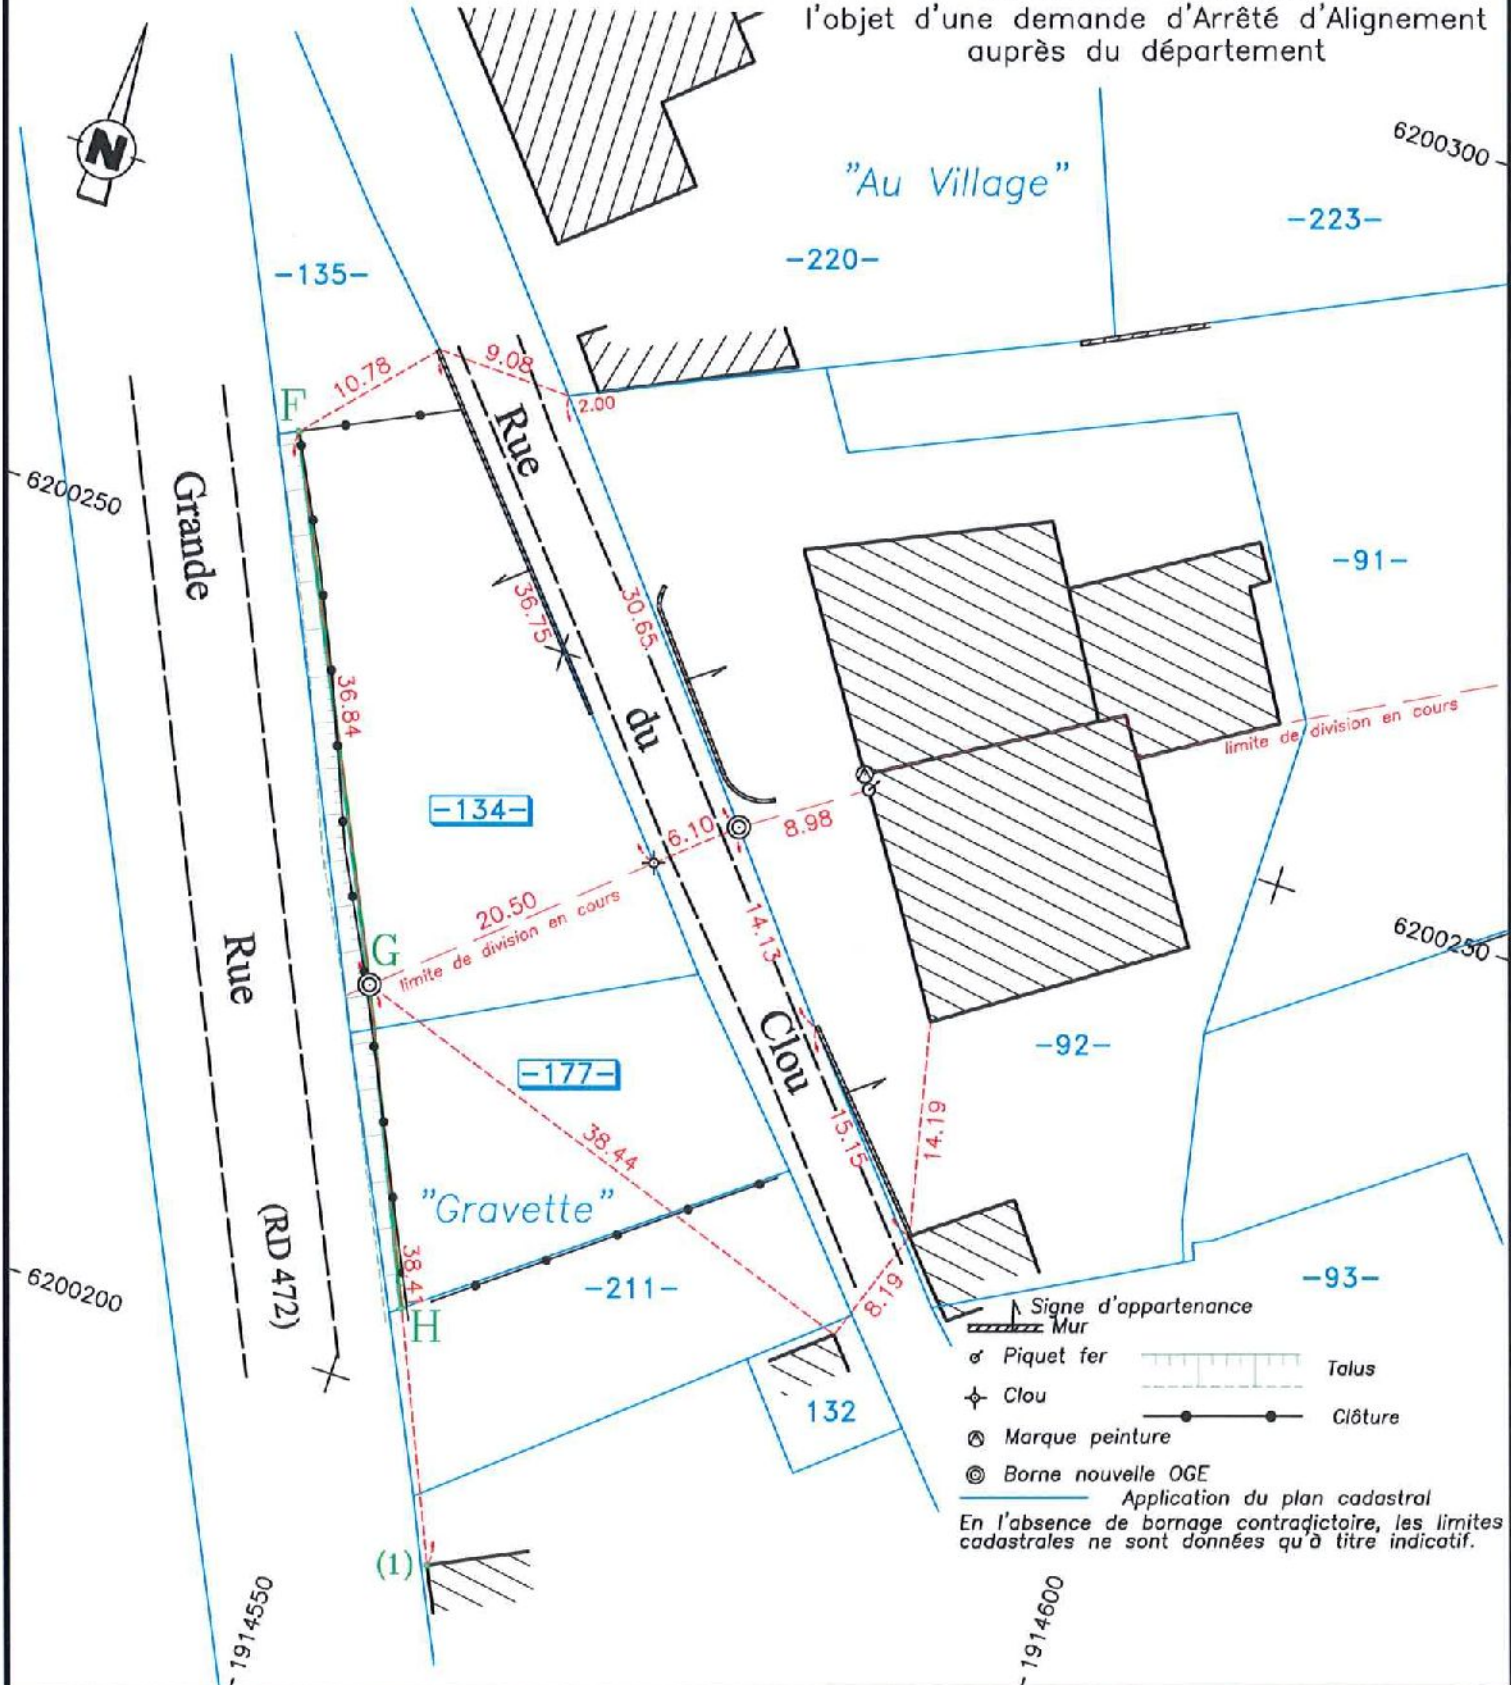 l'objet d'une demande d'Arrêté d'Alignement
auprès du département
N
6200300
"Au Village"
-223-
-220-
-135-
10.78
9.08
2.00
F
Rue
6200250
Grande
-91-
36.75
30.65
36.84
du
limite de division en cours
-134-
6.10
8.98
20.50
limite de division en cours
14.13
G
Rue
6200250
Clou
-92-
-177-
38.44
15.15
14.19
"Gravette"
(RD 472)
38.41
H
-211-
8.19
-93-
6200200
Signe d'appartenance
Mur
Piquet fer
Talus
Clou
Clôture
132
Marque peinture
Borne nouvelle OGE
Application du plan cadastral
En l'absence de bornage contradictoire, les limites
cadastrales ne sont données qu'à titre indicatif.
(1)
1914550
1914600